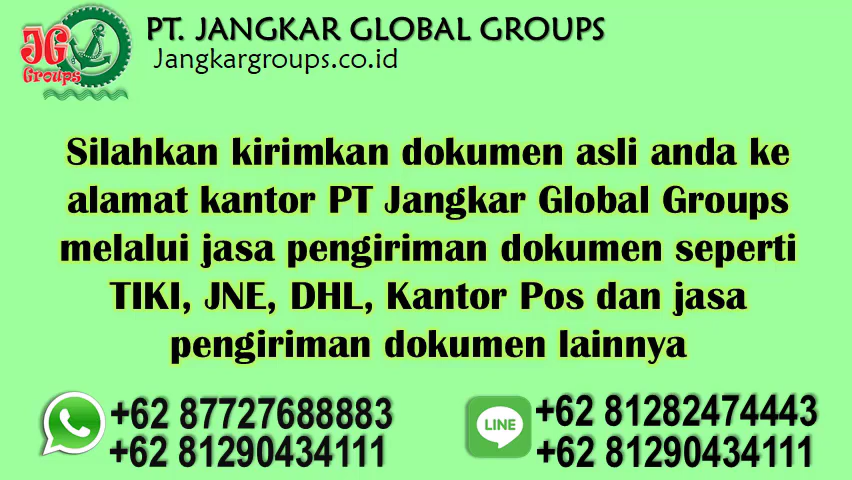 JG
Groups
PT. JANGKAR GLOBAL GROUPS
Jangkargroups.co.id
Silahkan kirimkan dokumen asli anda ke
alamat kantor PT Jangkar Global Groups
melalui jasa pengiriman dokumen seperti
TIKI, JNE, DHL, Kantor Pos dan jasa
pengiriman dokumen lainnya
+62 87727688883
+62 81290434111
LINE
+62 81282474443
+62 81290434111